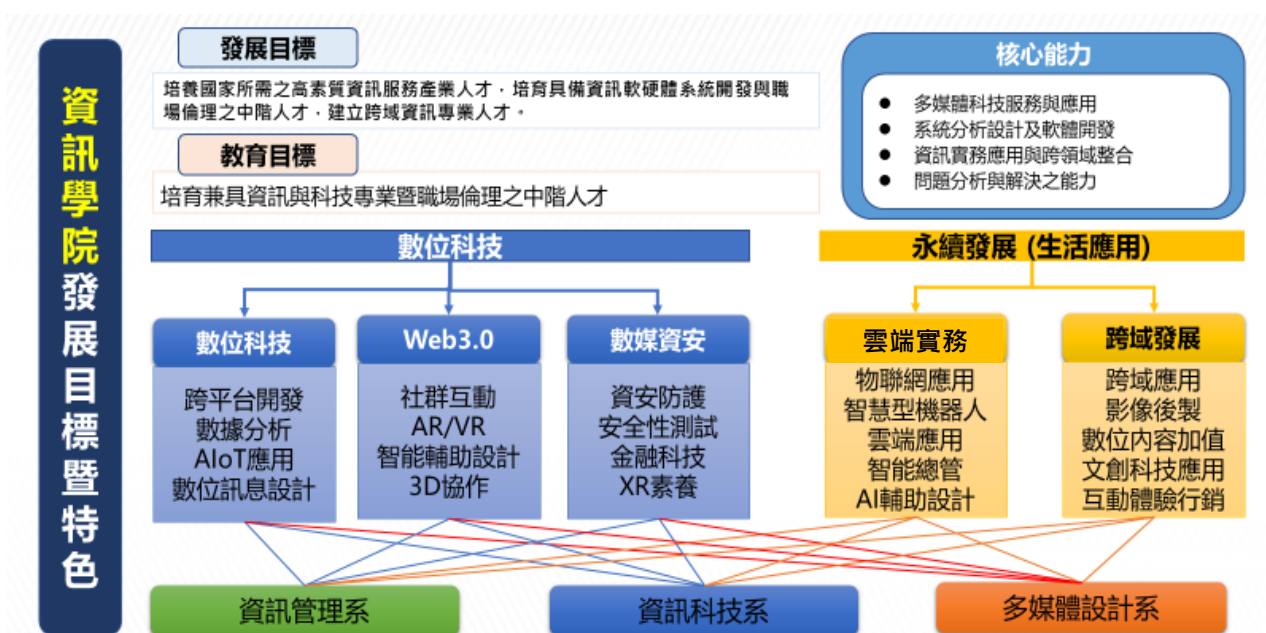 資訊學院發展目標暨特色
發展目標
培養國家所需之高素質資訊服務產業人才，培育具備資訊軟硬體系統開發與職
場倫理之中階人才，建立跨域資訊專業人才。
教育目標
培育兼具資訊與科技專業暨職場倫理之中階人才
核心能力
● 多媒體科技服務與應用
● 系統分析設計及軟體開發
● 資訊實務應用與跨領域整合
● 問題分析與解決之能力
數位科技
數位科技
跨平台開發
數據分析
AIoT應用
數位訊息設計
Web3.0
社群互動
AR/VR
智能輔助設計
3D協作
數媒資安
資安防護
安全性測試
金融科技
XR素養
永續發展 (生活應用)
雲端實務
物聯網應用
智慧型機器人
雲端應用
智能總管
AI輔助設計
跨域發展
跨域應用
影像後製
數位內容加值
文創科技應用
互動體驗行銷
資訊管理系
資訊科技系
多媒體設計系